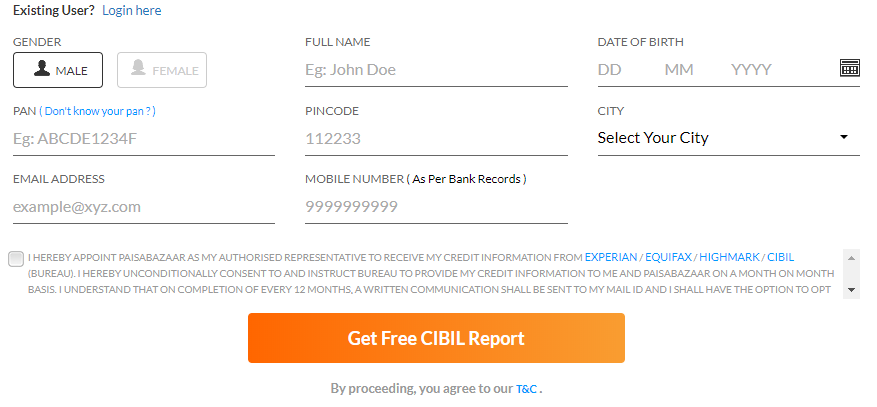 Existing User? Login here
GENDER FULL NAME DATE OF BIRTH
MALE FEMALE Eg: John Doe DD MM YYYY
PAN ( Don't know your pan ? ) PINCODE CITY
Eg: ABCDE1234F 112233 Select Your City
EMAIL ADDRESS MOBILE NUMBER ( As Per Bank Records )
example@xyz.com 9999999999
I HEREBY APPOINT PAISABAZAAR AS MY AUTHORISED REPRESENTATIVE TO RECEIVE MY CREDIT INFORMATION FROM EXPERIAN / EQUIFAX / HIGHMARK / CIBIL
(BUREAU). I HEREBY UNCONDITIONALLY CONSENT TO AND INSTRUCT BUREAU TO PROVIDE MY CREDIT INFORMATION TO ME AND PAISABAZAAR ON A MONTH ON MONTH
BASIS. I UNDERSTAND THAT ON COMPLETION OF EVERY 12 MONTHS, A WRITTEN COMMUNICATION SHALL BE SENT TO MY MAIL ID AND I SHALL HAVE THE OPTION TO OPT
Get Free CIBIL Report
By proceeding, you agree to our T&C .